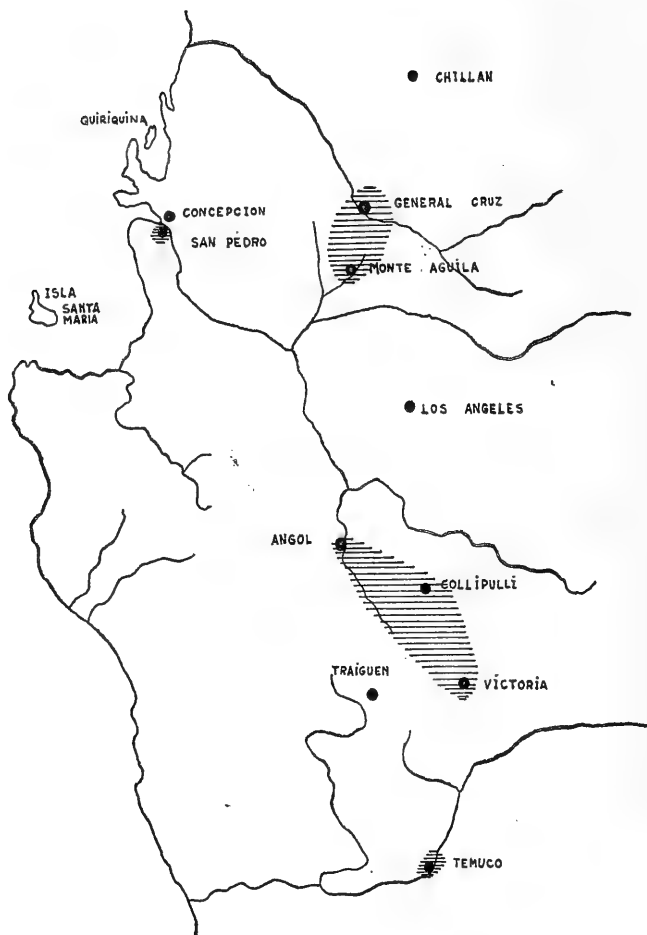 CHILLAN
QUIRIQUINA
GENERAL CRUZ
CONCEPCION
SAN PEDRO
MONTE AGUILA
ISLA
SANTA
MARIA
LOS ANGELES
ANGOL
COLLIPULLI
TRAIGUEN
VICTORIA
TEMUCO